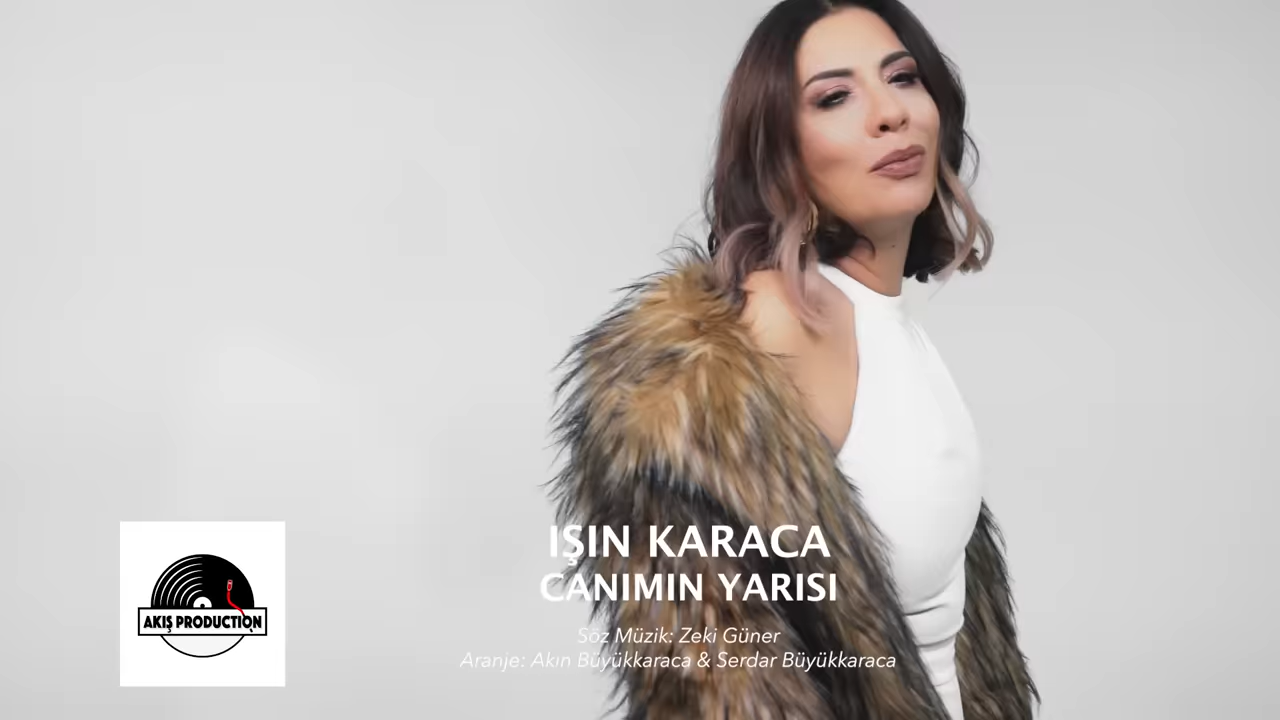 IŞIN KARACA
CANIMIN YARISI
Söz Müzik: Zeki Güner
Aranje: Akın Büyükkaraca & Serdar Büyükkaraca
AKIŞ PRODUCTION